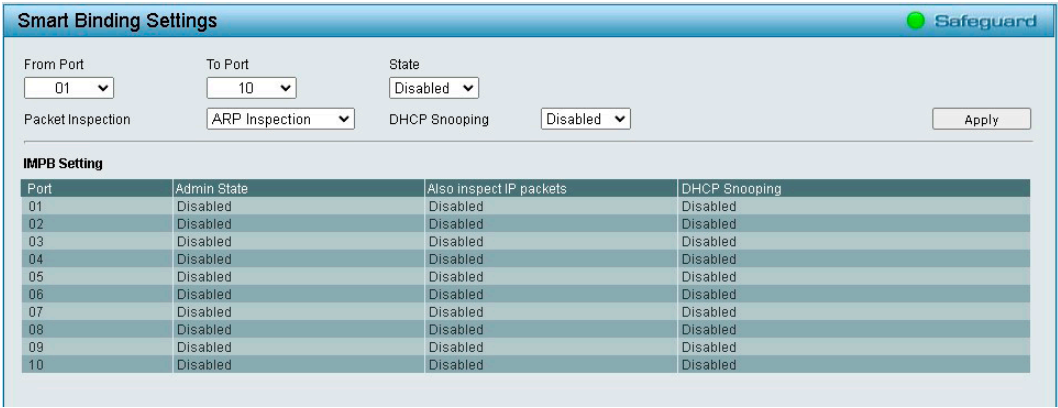 Smart Binding Settings Safeguard
From Port To Port State
01 10 Disabled
Packet Inspection ARP Inspection DHCP Snooping Disabled Apply
IMPB Setting
Port Admin State Also inspect IP packets DHCP Snooping
01 Disabled Disabled Disabled
02 Disabled Disabled Disabled
03 Disabled Disabled Disabled
04 Disabled Disabled Disabled
05 Disabled Disabled Disabled
06 Disabled Disabled Disabled
07 Disabled Disabled Disabled
08 Disabled Disabled Disabled
09 Disabled Disabled Disabled
10 Disabled Disabled Disabled